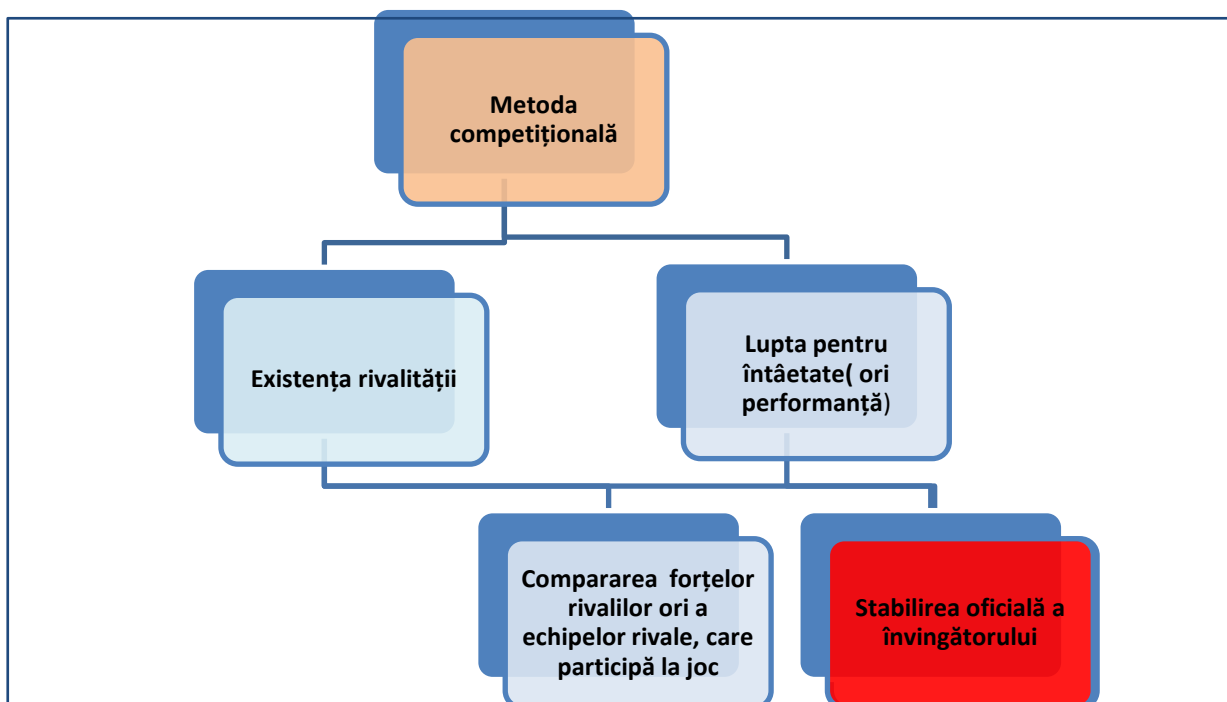 Metoda
competițională
Existența rivalității
Lupta pentru
întâetate( ori
performanță)
Compararea forțelor
rivalilor ori a
echipelor rivale, care
participă la joc
Stabilirea oficială a
învingătorului